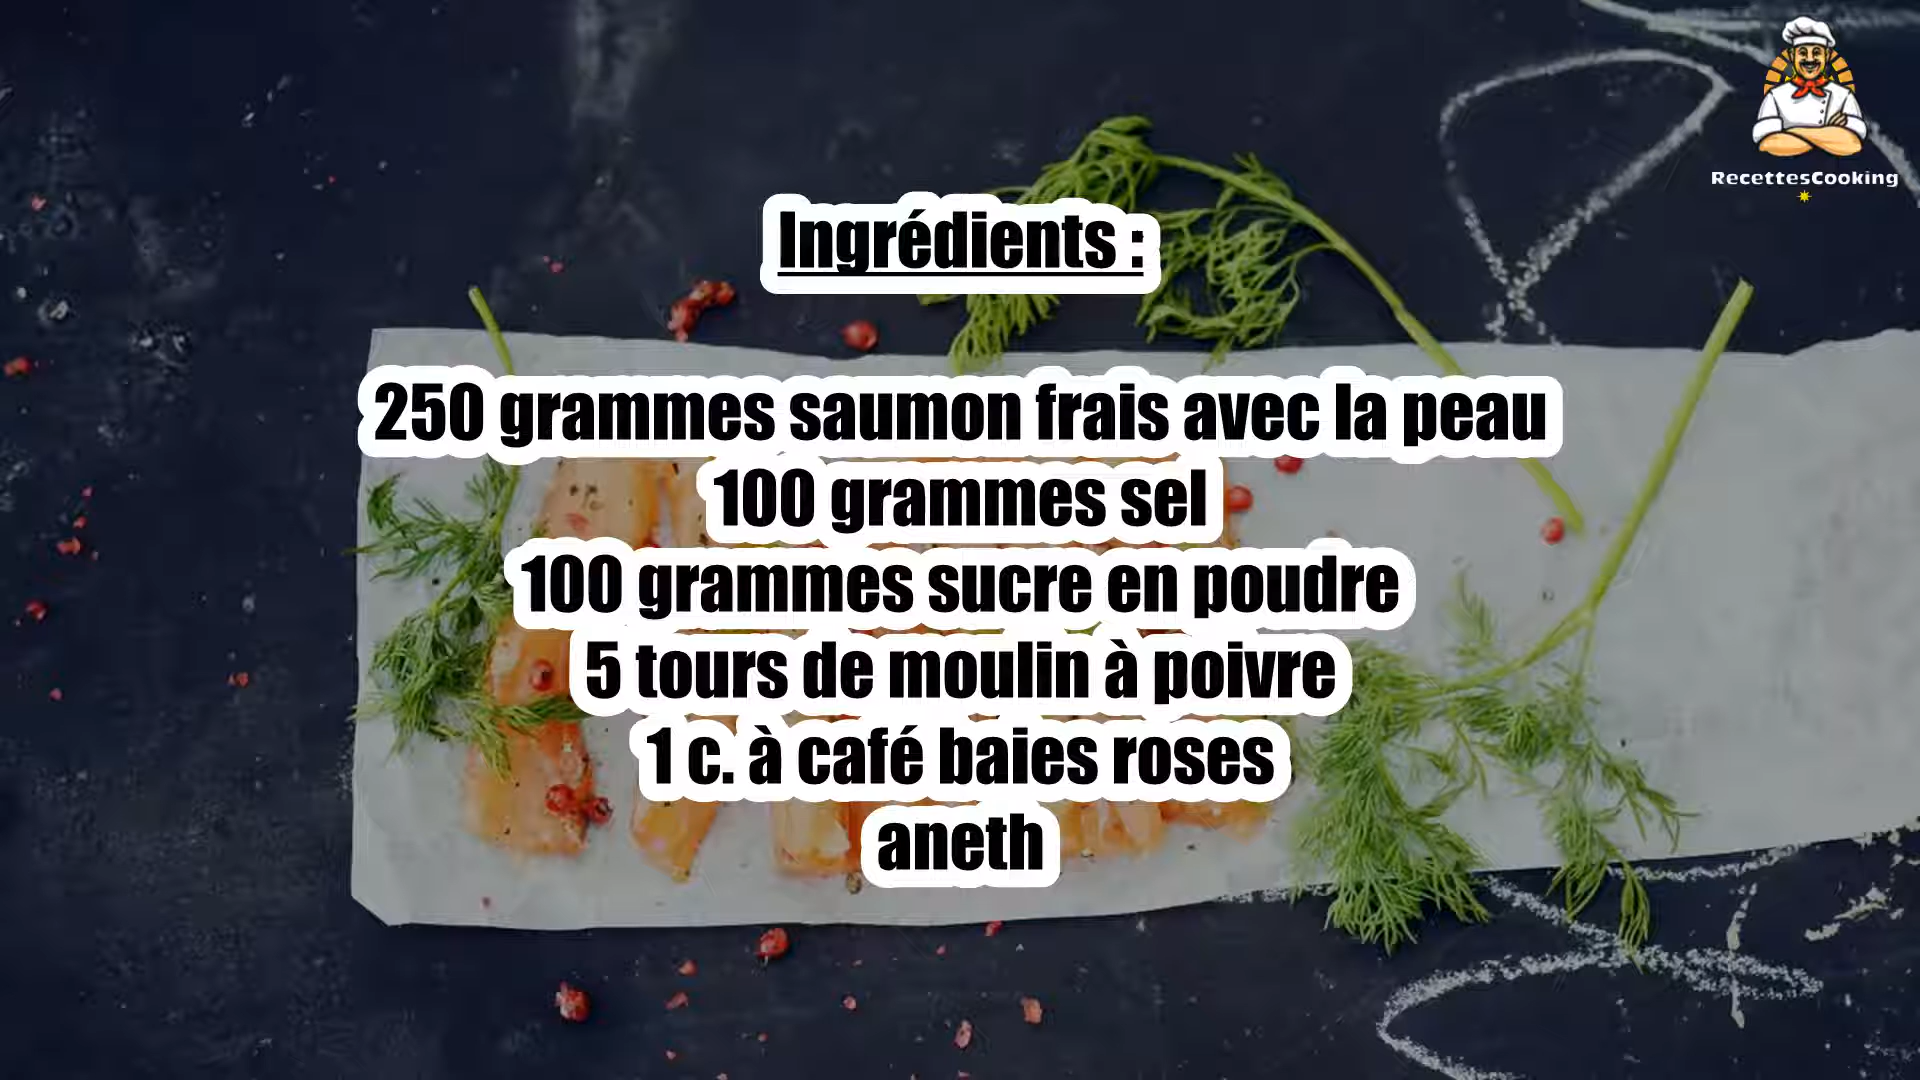 RecettesCooking
Ingrédients :
250 grammes saumon frais avec la peau
100 grammes sel
100 grammes sucre en poudre
5 tours de moulin à poivre
1 c. à café baies roses
aneth